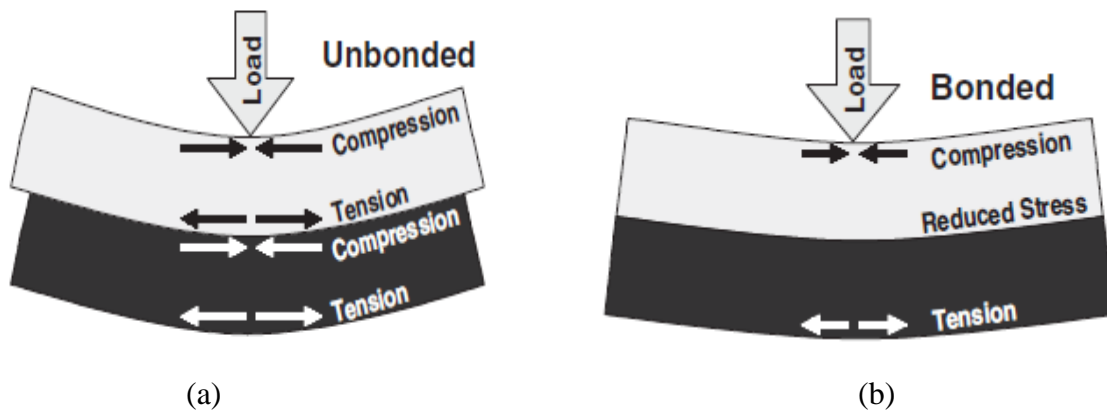 Load
Unbonded
Compression
Tension
Compression
Tension
(a)
Load
Bonded
Compression
Reduced Stress
Tension
(b)